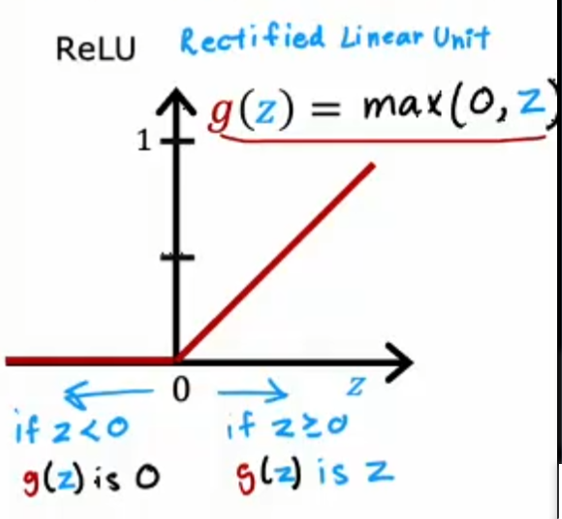 ReLU Rectified Linear Unit
g(z) = max(0, z)
1
0 z
if z<0 if z≥0
g(z) is 0 g(z) is z